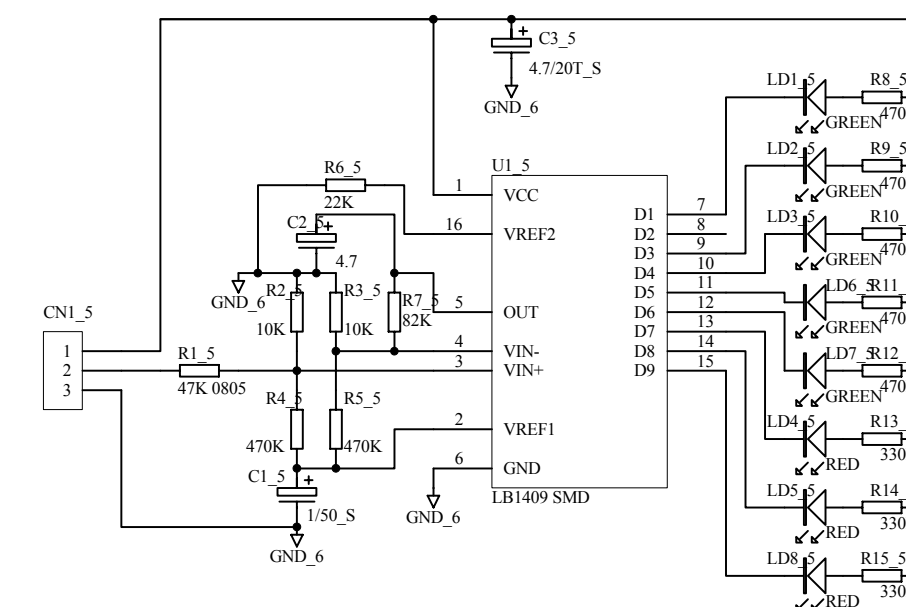 C3_5
4.7/20T_S
GND_6
LD1_5
R8_5
470
GREEN
LD2_5
R9_5
470
GREEN
LD3_5
R10_
470
GREEN
LD6_5
R11_
470
GREEN
LD7_5
R12_
470
GREEN
LD4_5
R13_
330
RED
LD5_5
R14_
330
RED
LD8_5
R15_5
330
RED
U1_5
1
VCC
16
VREF2
5
OUT
4
VIN-
3
VIN+
2
VREF1
6
GND
D1
7
D2
8
D3
9
D4
10
D5
11
D6
12
D7
13
D8
14
D9
15
LB1409 SMD
R6_5
22K
C2_5
4.7
GND_6
R2_5
10K
R3_5
10K
R7_5
82K
CN1_5
1
2
3
R1_5
47K 0805
R4_5
470K
R5_5
470K
C1_5
1/50_S
GND_6
GND_6